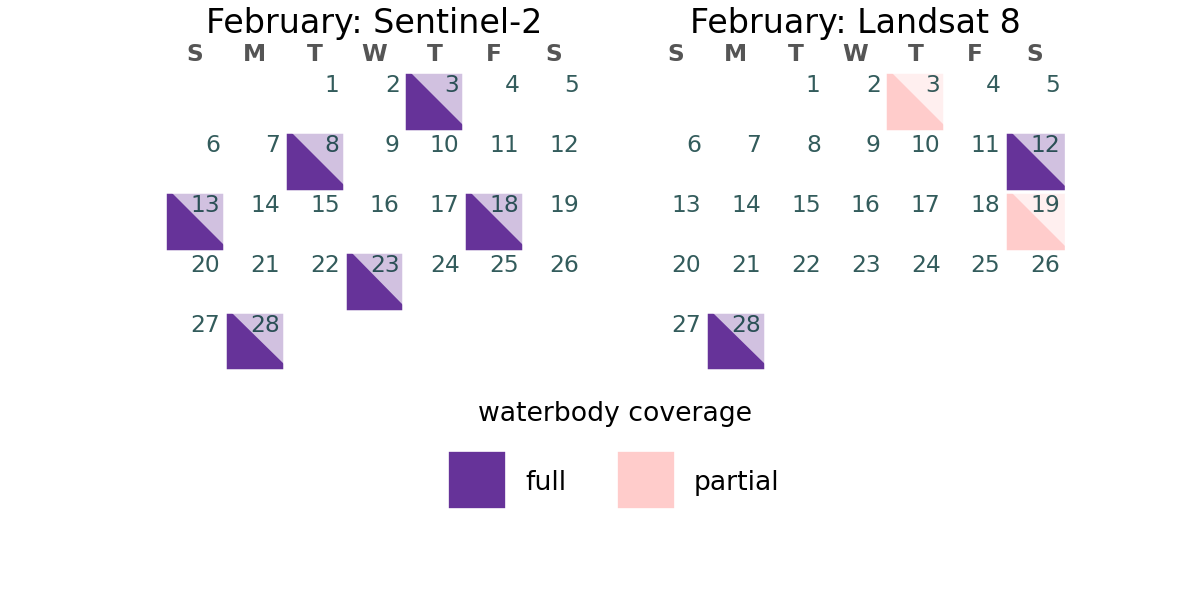 February: Sentinel-2
S M T W T F S
1 2 3 4 5
6 7 8 9 10 11 12
13 14 15 16 17 18 19
20 21 22 23 24 25 26
27 28
February: Landsat 8
S M T W T F S
1 2 3 4 5
6 7 8 9 10 11 12
13 14 15 16 17 18 19
20 21 22 23 24 25 26
27 28
waterbody coverage
full partial